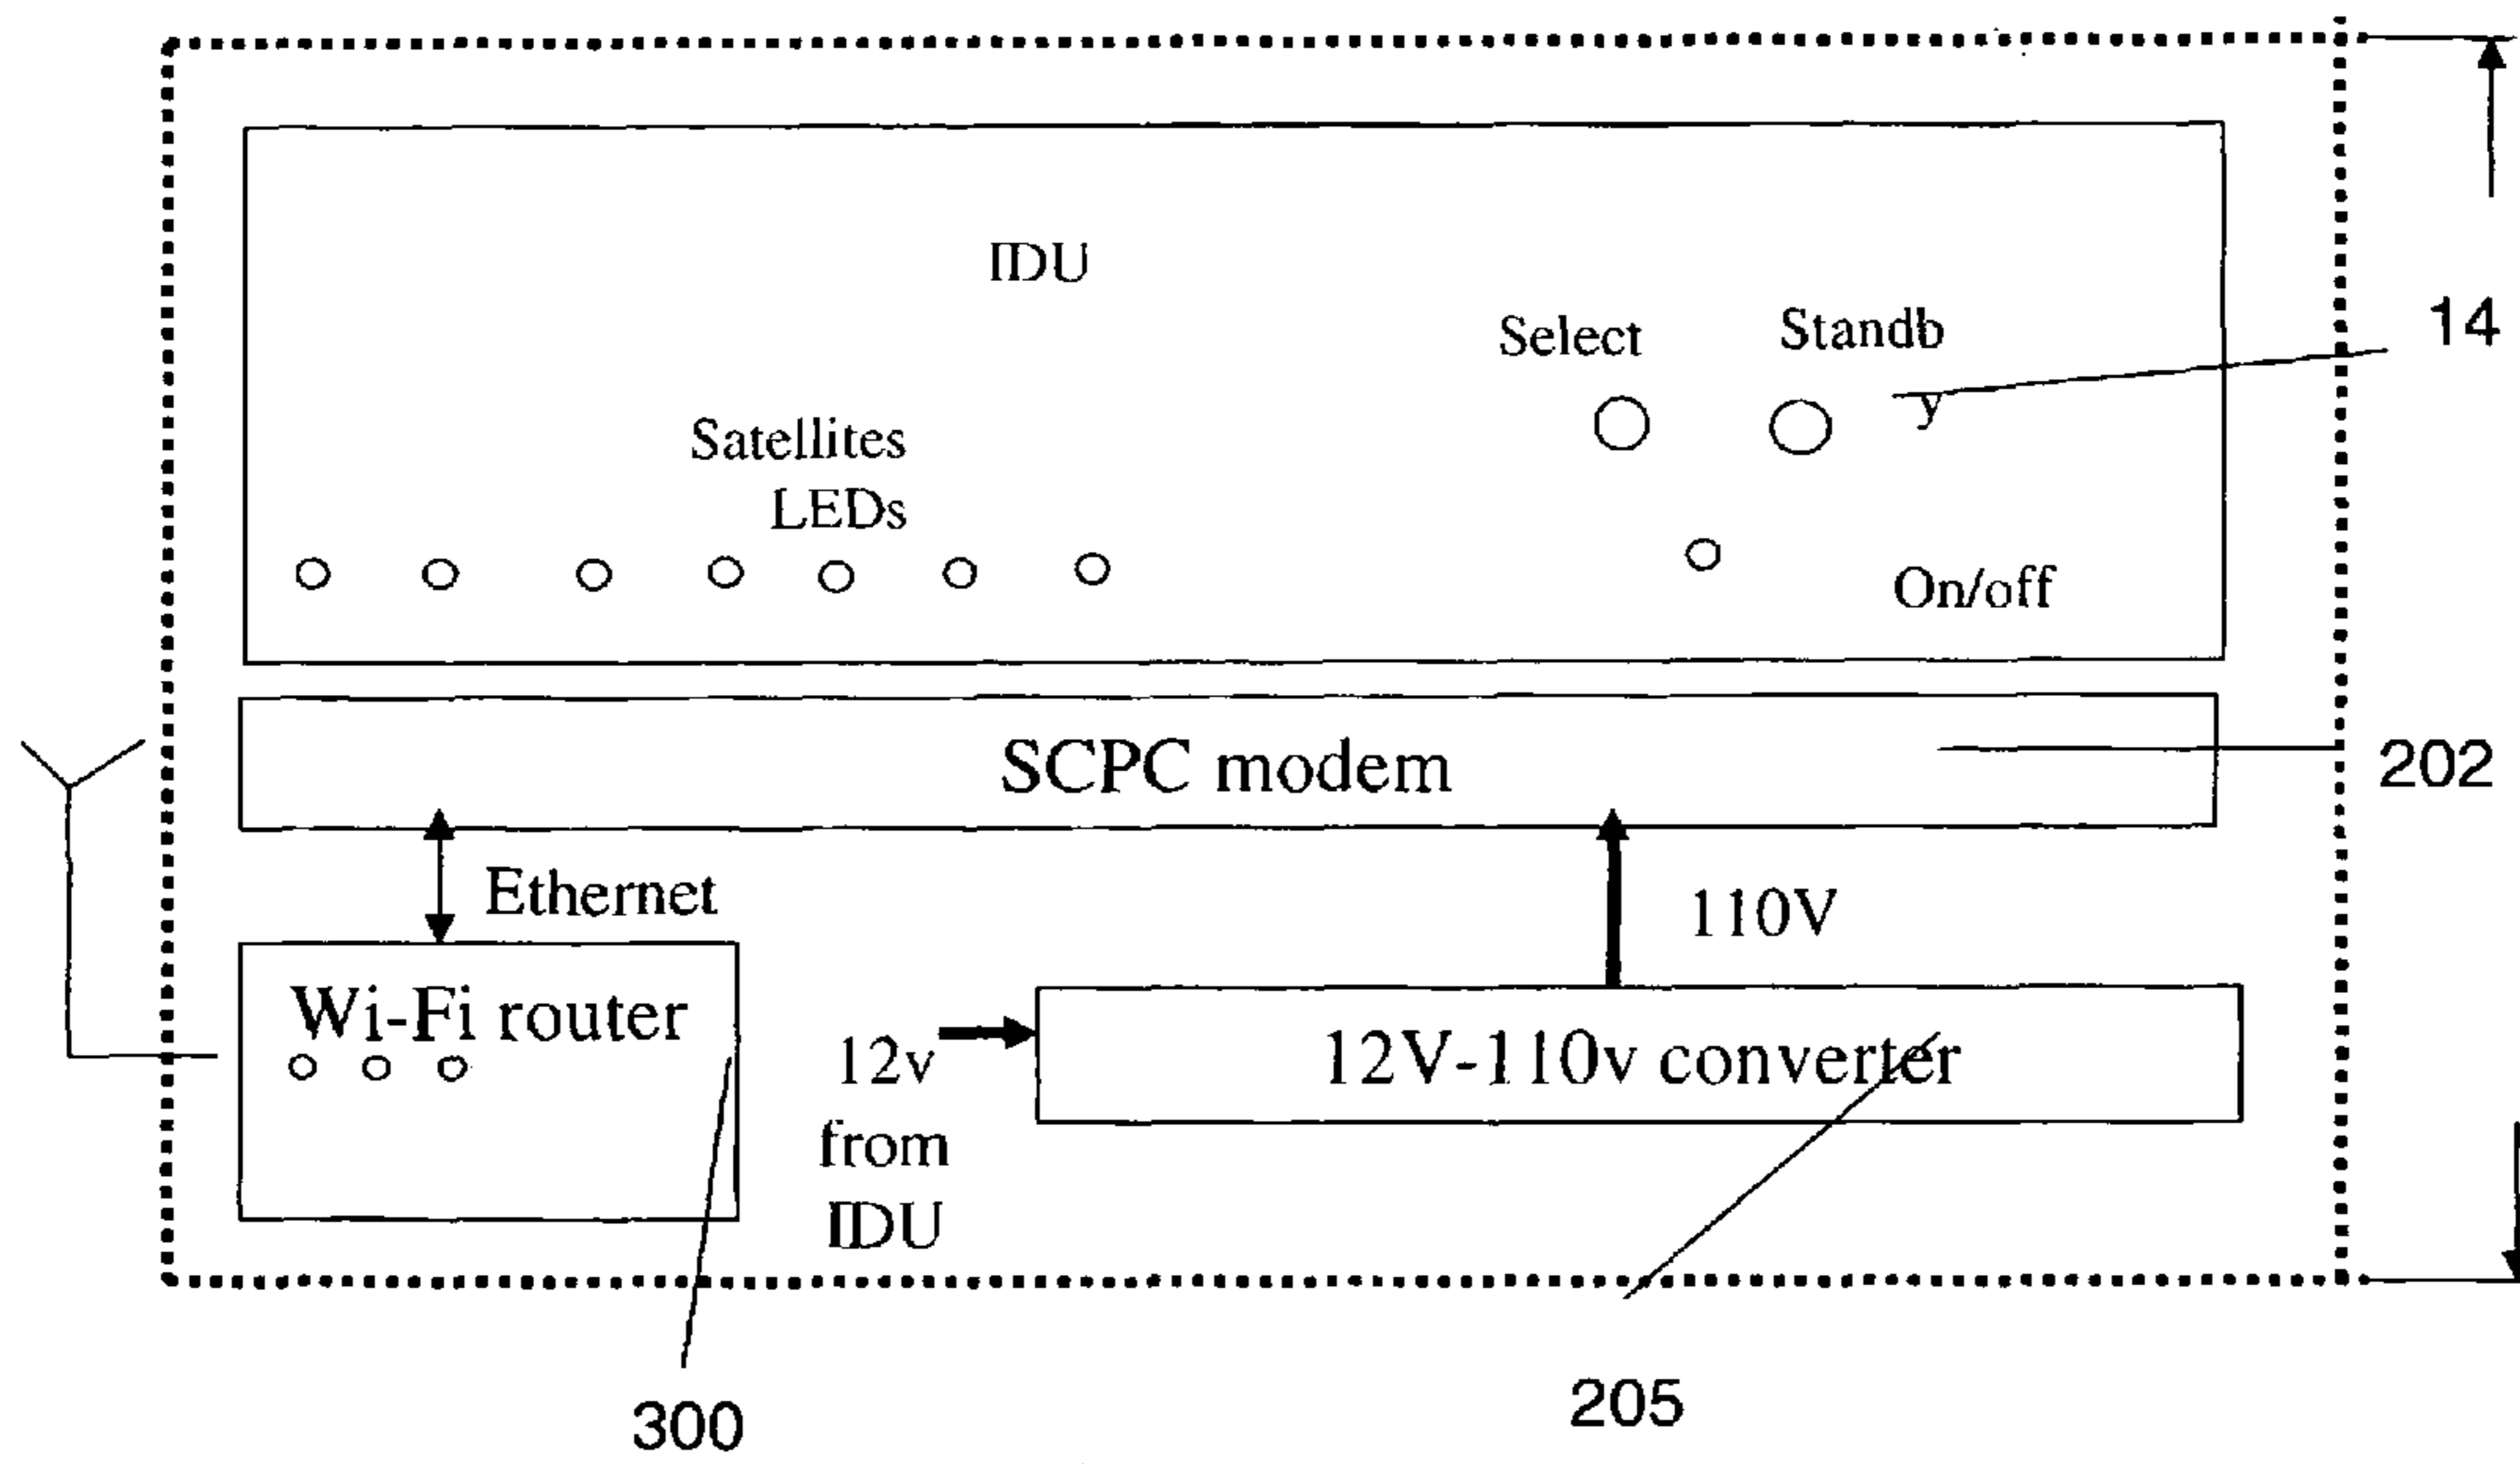 IDU
Select
Standb
y
14
Satellites
LEDs
On/off
SCPC modem
202
Ethernet
110V
Wi-Fi router
12v
from
IDU
12V-110v converter
300
205